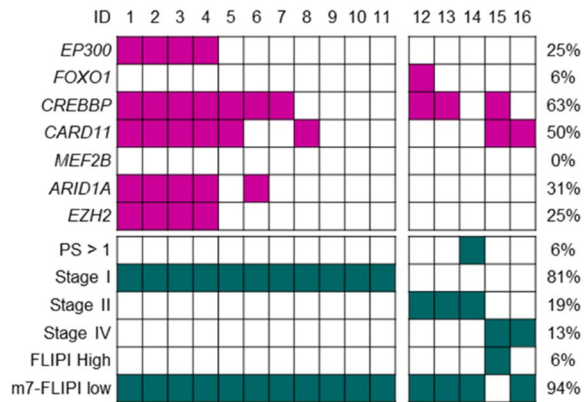 ID 1 2 3 4 5 6 7 8 9 10 11 12 13 14 15 16
EP300 25%
FOXO1 6%
CREBBP 63%
CARD11 50%
MEF2B 0%
ARID1A 31%
EZH2 25%
PS > 1 6%
Stage I 81%
Stage II 19%
Stage IV 13%
FLIPI High 6%
m7-FLIPI low 94%